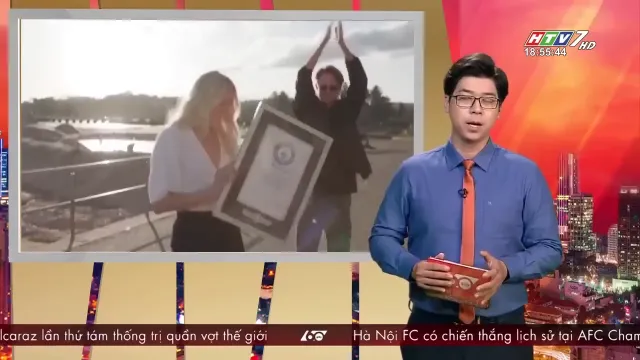 HTV7 HD
18:55:44
lcaraz lần thứ tám thống trị quần vợt thế giới 60 Hà Nội FC có chiến thắng lịch sử tại AFC Cham